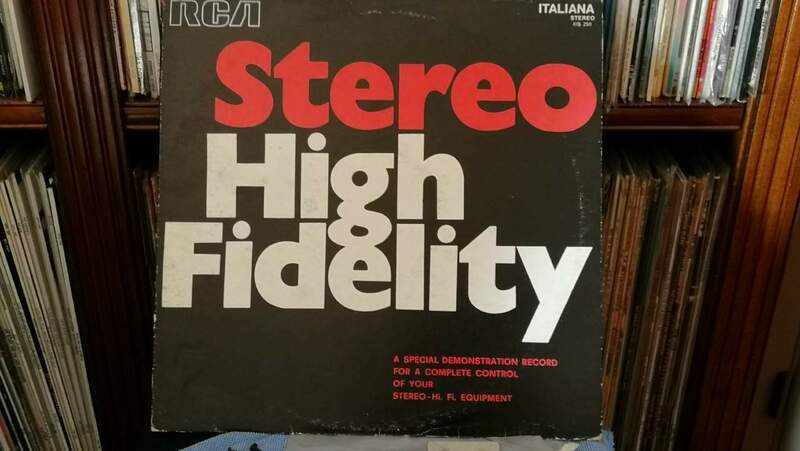 RCA
ITALIANA
STEREO
Stereo
High
Fidelity
A SPECIAL DEMONSTRATION RECORD
FOR A COMPLETE CONTROL
OF YOUR
STEREO-Hi. Fi. EQUIPMENT